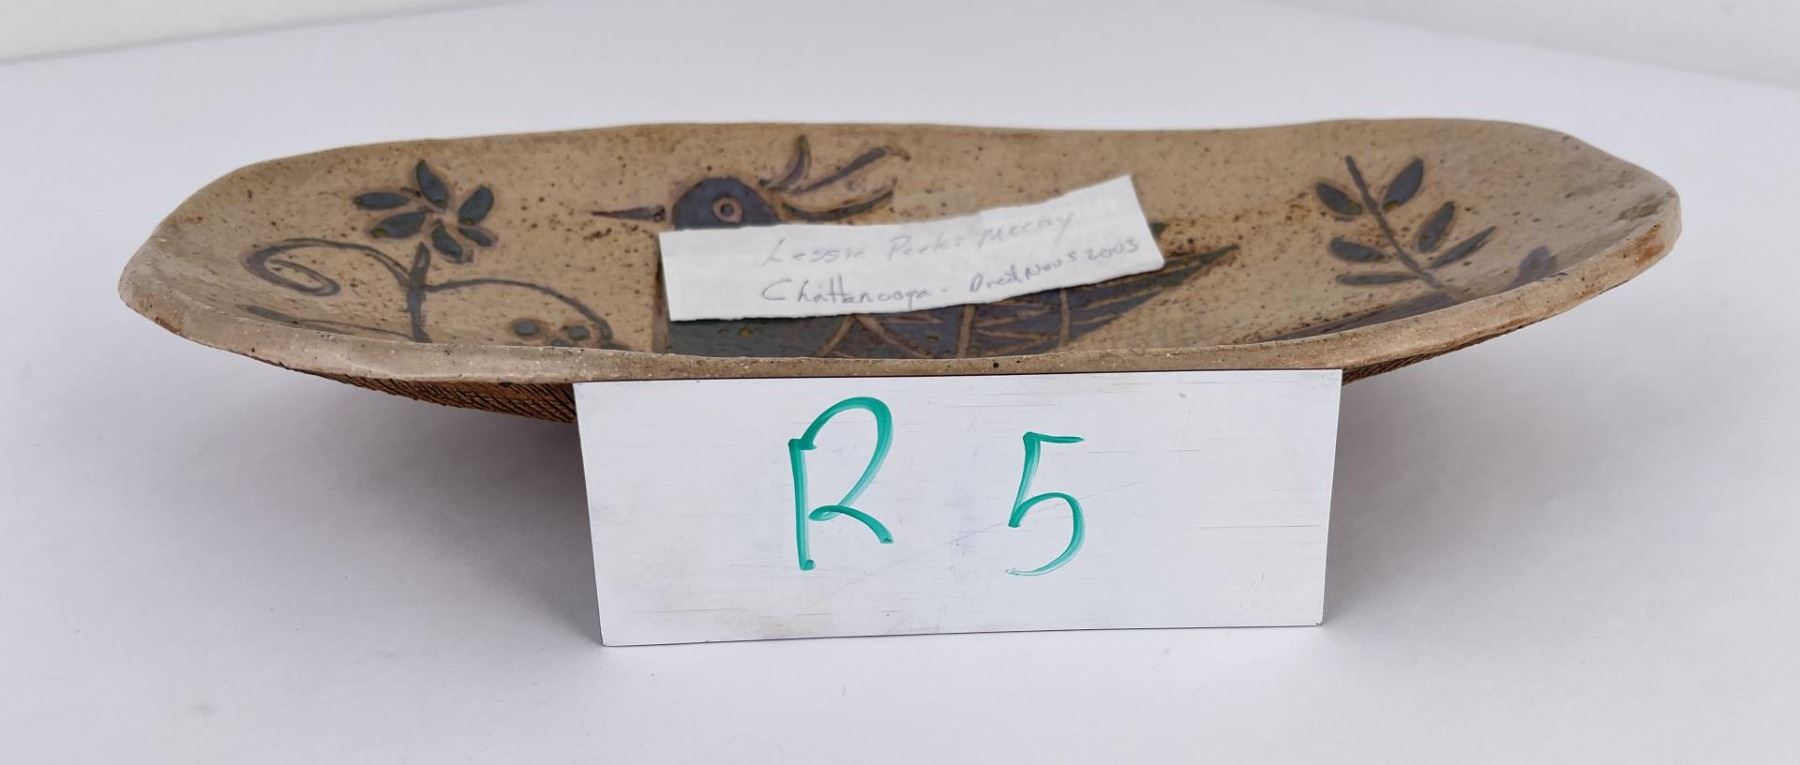 Lessie Peeks McCoy
Chattanooga - Died Nov 5 2003
R 5